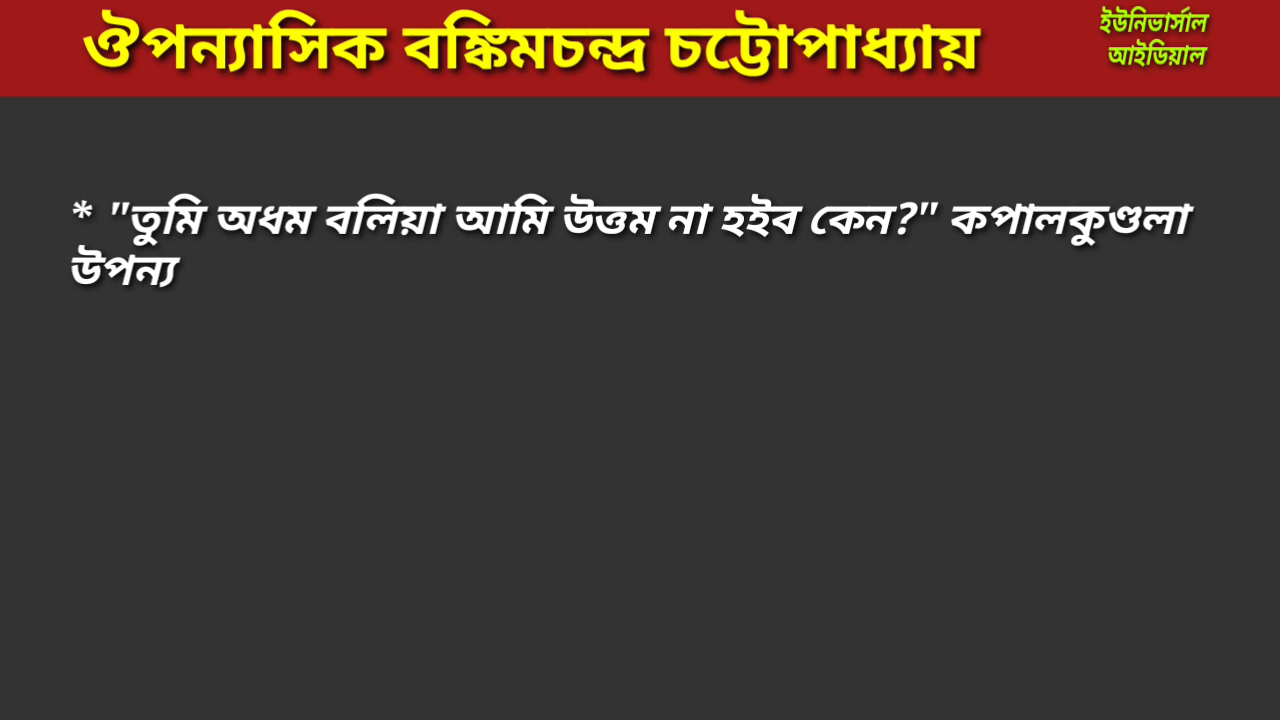 ঔপন্যাসিক বঙ্কিমচন্দ্র চট্টোপাধ্যায়
ইউনিভার্সাল
আইডিয়াল
* "তুমি অধম বলিয়া আমি উত্তম না হইব কেন?" কপালকুণ্ডলা
উপন্য